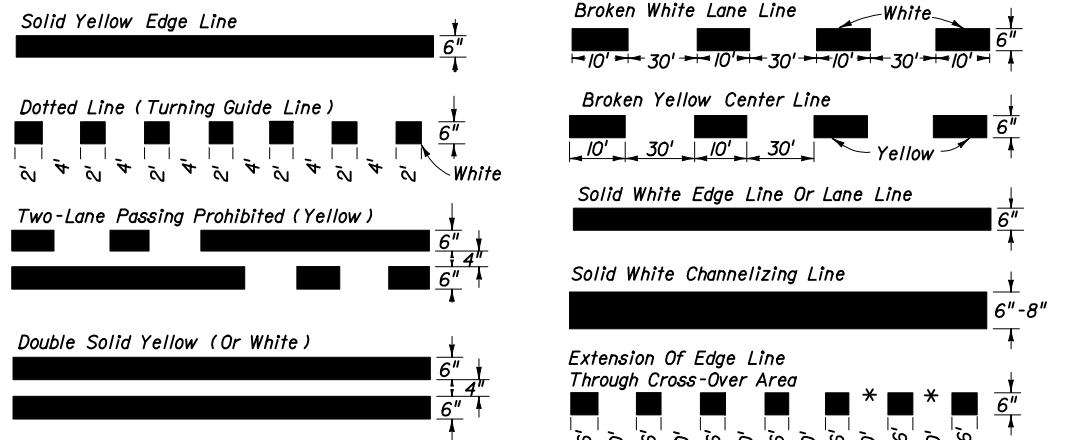 Solid Yellow Edge Line
6"
Dotted Line (Turning Guide Line)
6"
2' 4' 2' 4' 2' 4' 2' 4' 2' 4' 2' 4' 2'
White
Two-Lane Passing Prohibited (Yellow)
6"
4"
6"
Double Solid Yellow (Or White)
6"
4"
6"
Broken White Lane Line
White
6"
10' 30' 10' 30' 10' 30' 10'
Broken Yellow Center Line
6"
10' 30' 10' 30'
Yellow
Solid White Edge Line Or Lane Line
6"
Solid White Channelizing Line
6"-8"
Extension Of Edge Line
Through Cross-Over Area
* *
6"